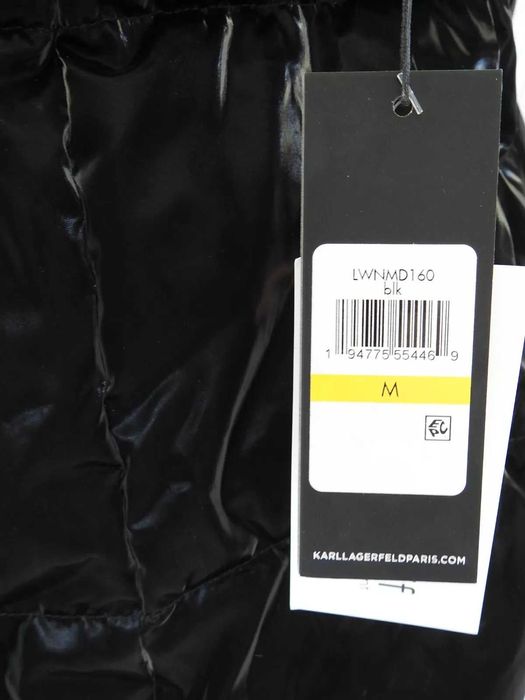 LWNMD160
blk
1 94775 55446 9
M
KARLLAGERFELDPARIS.COM